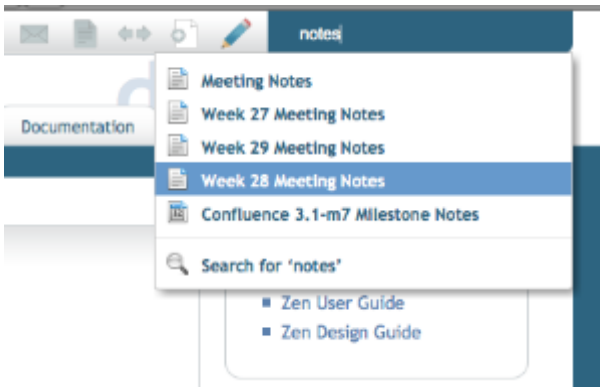 notes
Meeting Notes
Week 27 Meeting Notes
Documentation
Week 29 Meeting Notes
Week 28 Meeting Notes
Confluence 3.1-m7 Milestone Notes
Search for ‘notes’
Zen User Guide
Zen Design Guide